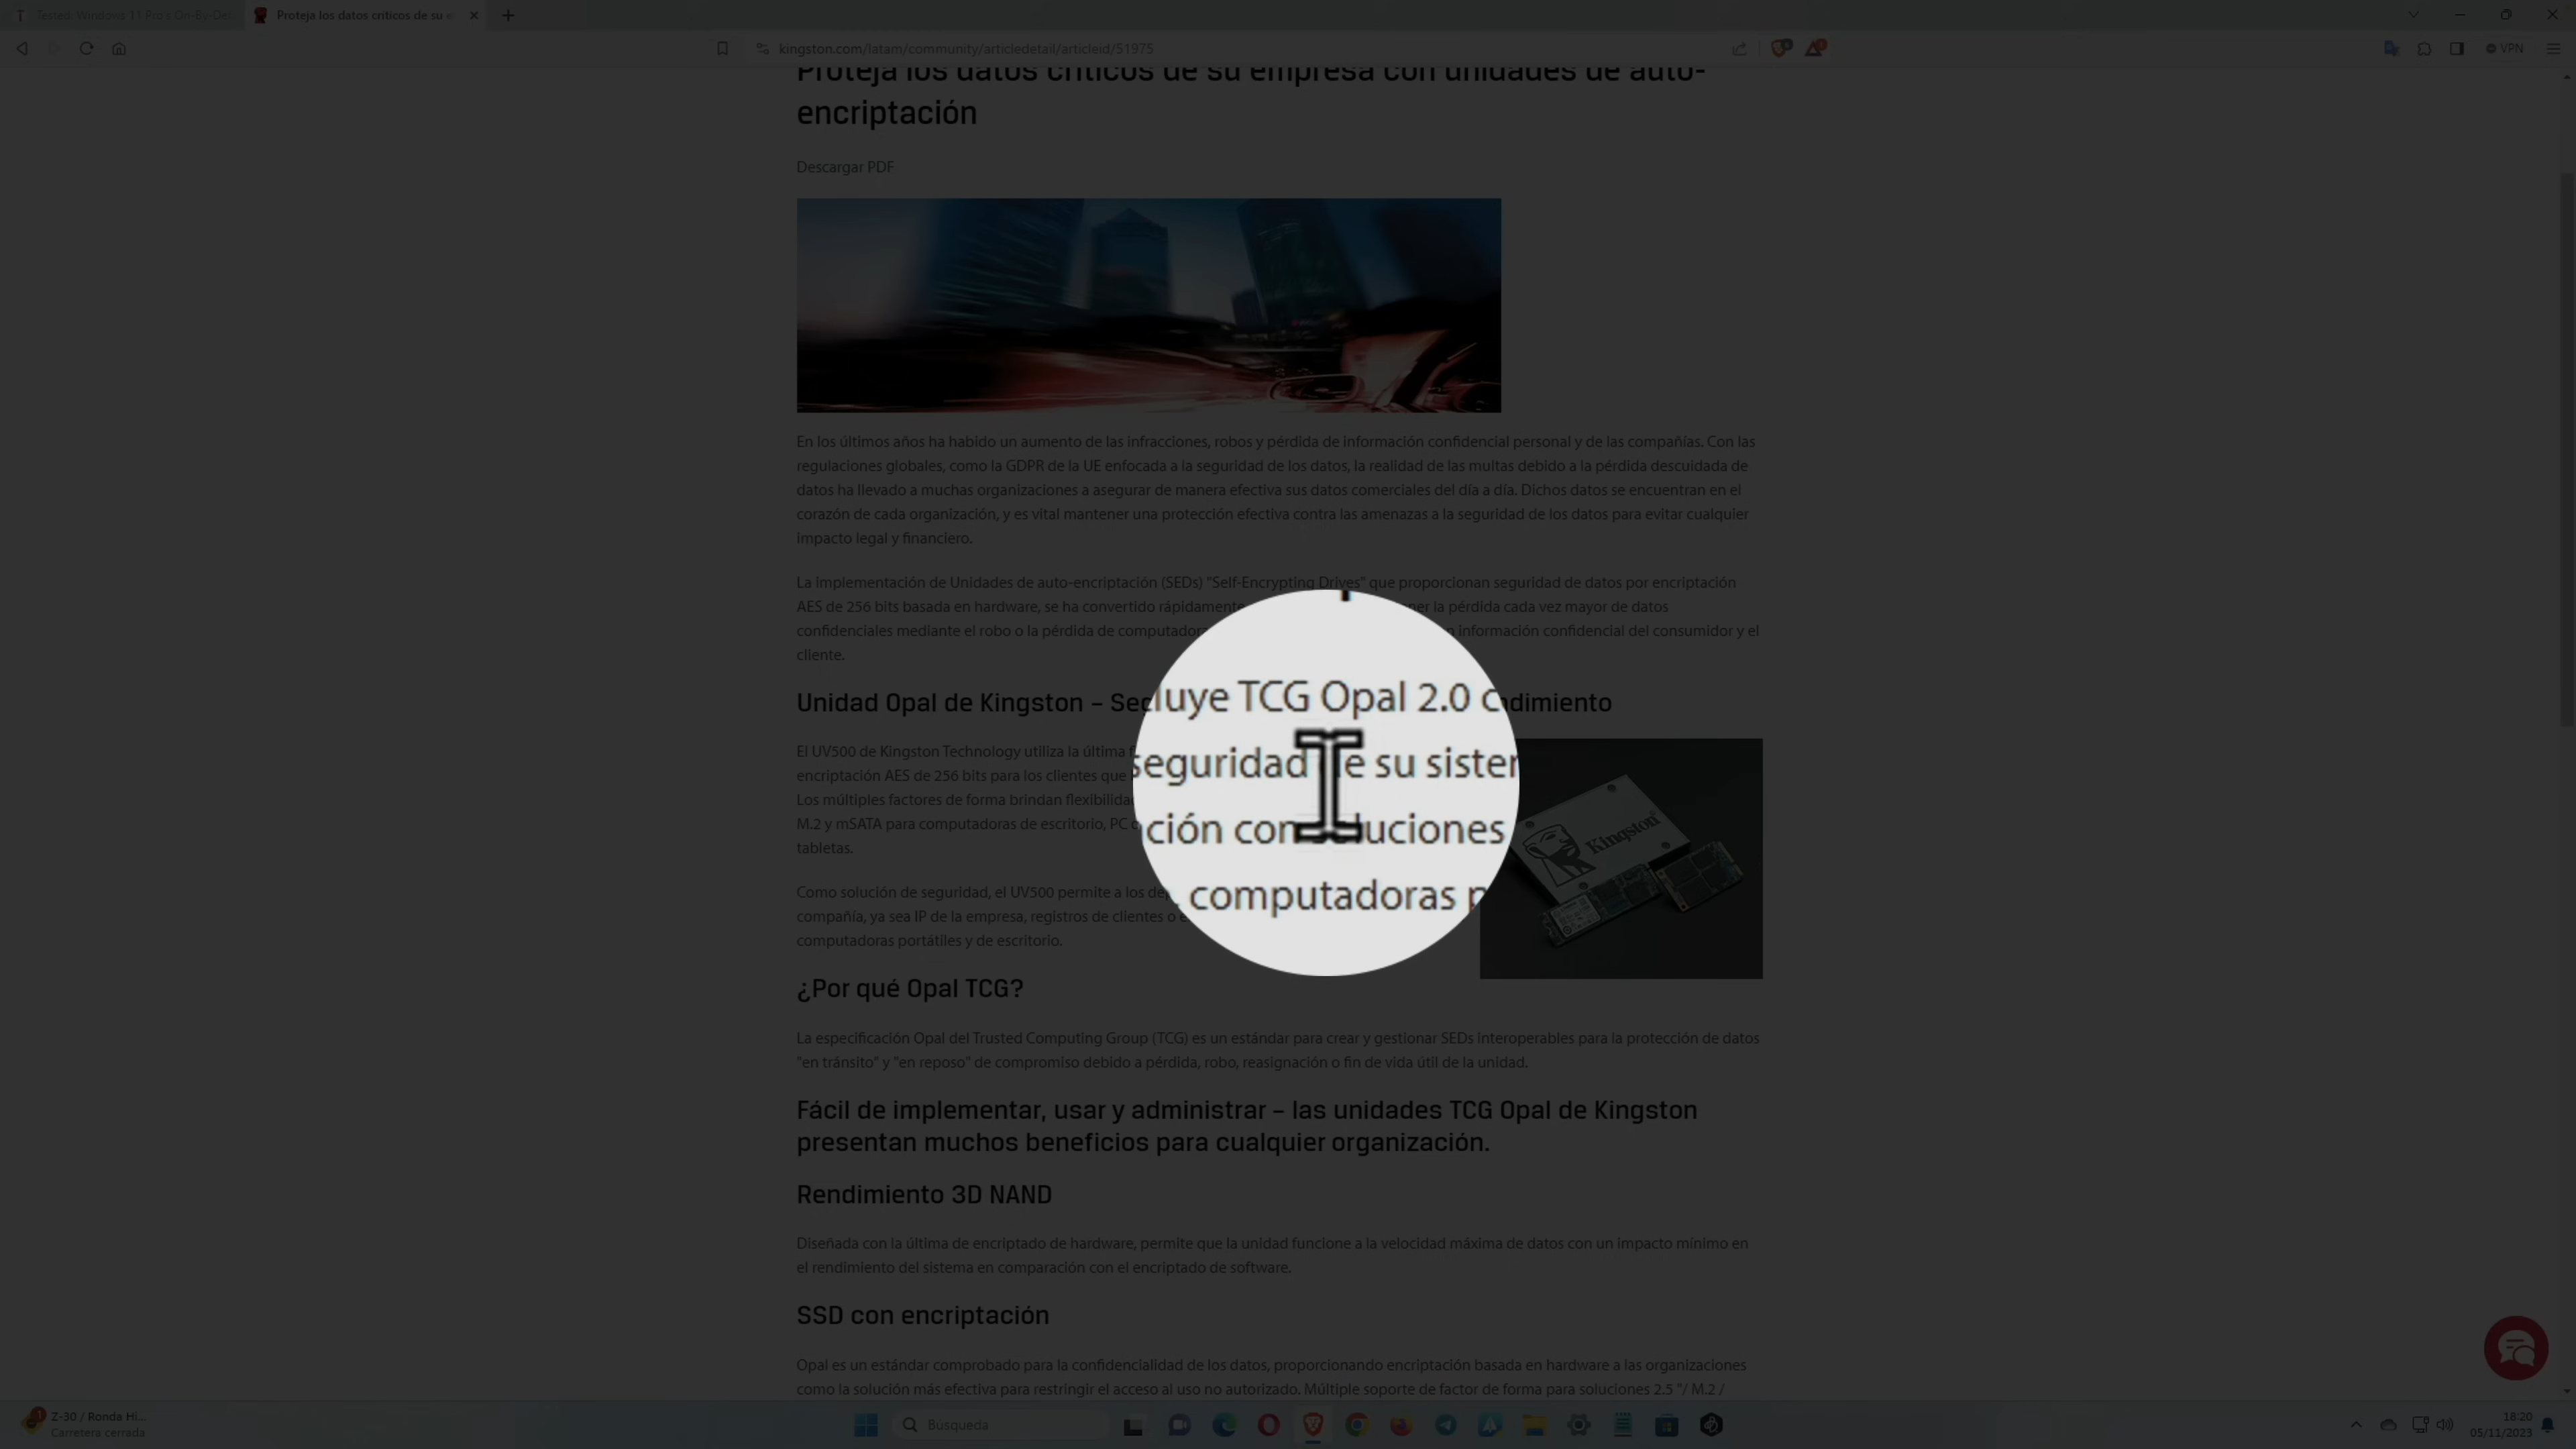 Tested: Windows 11 Pro's On-By-De
Proteja los datos críticos de su e
kingston.com/latam/community/articledetail/articleid/51975
VPN
Proteja los datos críticos de su empresa con unidades de auto-
encriptación
Descargar PDF
En los últimos años ha habido un aumento de las infracciones, robos y pérdida de información confidencial personal y de las compañías. Con las
regulaciones globales, como la GDPR de la UE enfocada a la seguridad de los datos, la realidad de las multas debido a la pérdida descuidada de
datos ha llevado a muchas organizaciones a asegurar de manera efectiva sus datos comerciales del día a día. Dichos datos se encuentran en el
corazón de cada organización, y es vital mantener una protección efectiva contra las amenazas a la seguridad de los datos para evitar cualquier
impacto legal y financiero.
La implementación de Unidades de auto-encriptación (SEDs) "Self-Encrypting Drives" que proporcionan seguridad de datos por encriptación
AES de 256 bits basada en hardware, se ha convertido rápidamente ner la pérdida cada vez mayor de datos
confidenciales mediante el robo o la pérdida de computador n información confidencial del consumidor y el
cliente.
Unidad Opal de Kingston – Se ndimiento
cluye TCG Opal 2.0 c
El UV500 de Kingston Technology utiliza la última f
seguridad de su sister
encriptación AES de 256 bits para los clientes que
Los múltiples factores de forma brindan flexibilida
ción con luciones
M.2 y mSATA para computadoras de escritorio, PC
tabletas.
computadoras p
Kingston
Como solución de seguridad, el UV500 permite a los de
compañía, ya sea IP de la empresa, registros de clientes o e
computadoras portátiles y de escritorio.
¿Por qué Opal TCG?
La especificación Opal del Trusted Computing Group (TCG) es un estándar para crear y gestionar SEDs interoperables para la protección de datos
"en tránsito" y "en reposo" de compromiso debido a pérdida, robo, reasignación o fin de vida útil de la unidad.
Fácil de implementar, usar y administrar – las unidades TCG Opal de Kingston
presentan muchos beneficios para cualquier organización.
Rendimiento 3D NAND
Diseñada con la última de encriptado de hardware, permite que la unidad funcione a la velocidad máxima de datos con un impacto mínimo en
el rendimiento del sistema en comparación con el encriptado de software.
SSD con encriptación
Opal es un estándar comprobado para la confidencialidad de los datos, proporcionando encriptación basada en hardware a las organizaciones
como la solución más efectiva para restringir el acceso al uso no autorizado. Múltiple soporte de factor de forma para soluciones 2.5 "/ M.2 /
Z-30 / Ronda Hi...
Carretera cerrada
Búsqueda
18:20
05/11/2023